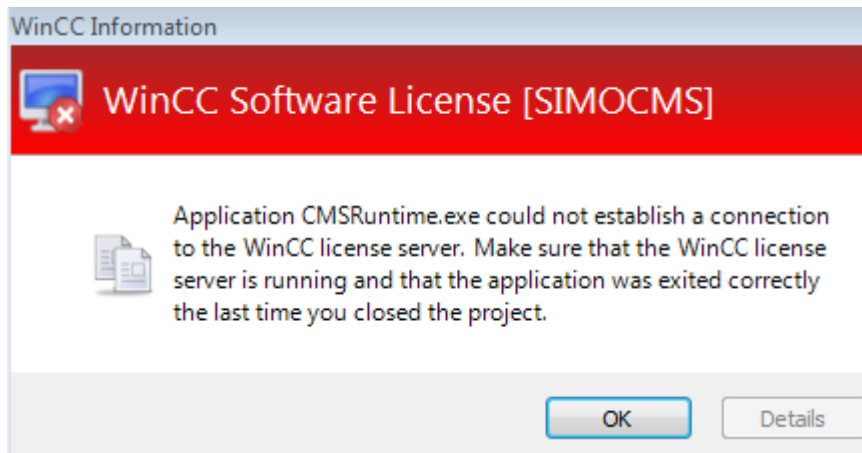 WinCC Information
WinCC Software License [SIMOCMS]
Application CMSRuntime.exe could not establish a connection
to the WinCC license server. Make sure that the WinCC license
server is running and that the application was exited correctly
the last time you closed the project.
OK
Details